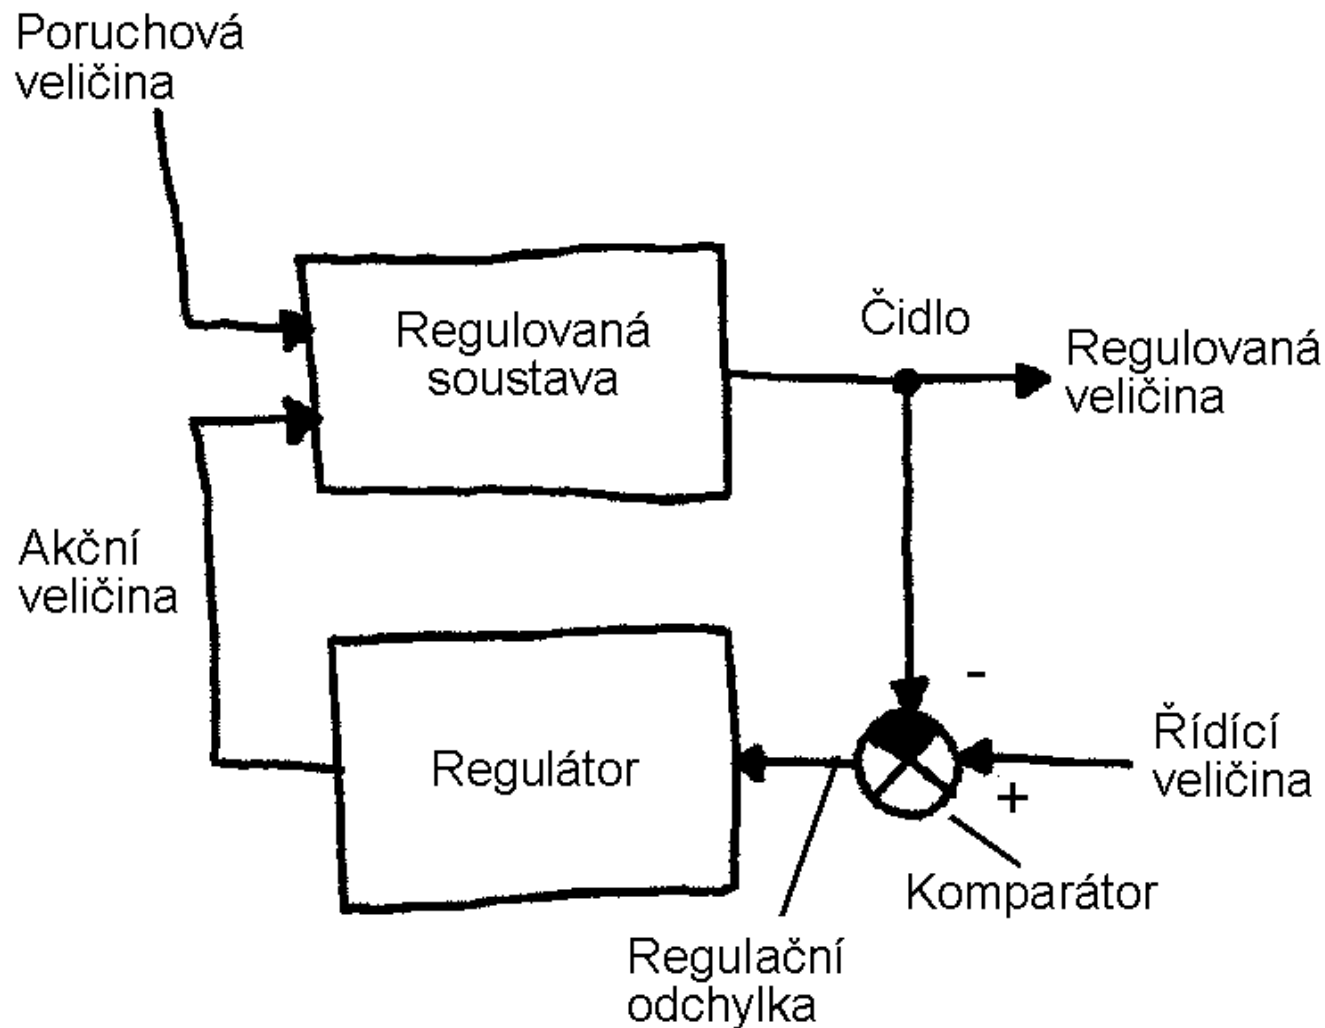 Poruchová
veličina
Regulovaná
soustava
Čidlo
Regulovaná
veličina
Akční
veličina
-
Řídící
veličina
+
Regulátor
Komparátor
Regulační
odchylka